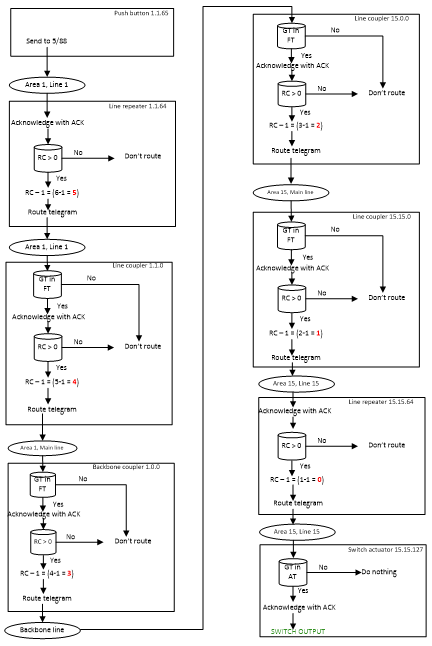 Push button 1.1.65
Send to 5/88
Area 1, Line 1
Line repeater 1.1.64
Acknowledge with ACK
RC > 0
No
Don't route
Yes
RC – 1 = (6-1 = 5)
Route telegram
Area 1, Line 1
Line coupler 1.1.0
GT in
FT
No
Yes
Acknowledge with ACK
RC > 0
No
Don't route
Yes
RC – 1 = (5-1 = 4)
Route telegram
Area 1, Main line
Backbone coupler 1.0.0
GT in
FT
No
Yes
Acknowledge with ACK
RC > 0
No
Don't route
Yes
RC – 1 = (4-1 = 3)
Route telegram
Backbone line
Line coupler 15.0.0
GT in
FT
No
Yes
Acknowledge with ACK
RC > 0
No
Don't route
Yes
RC – 1 = (3-1 = 2)
Route telegram
Area 15, Main line
Line coupler 15.15.0
GT in
FT
No
Yes
Acknowledge with ACK
RC > 0
No
Don't route
Yes
RC – 1 = (2-1 = 1)
Route telegram
Area 15, Line 15
Line repeater 15.15.64
Acknowledge with ACK
RC > 0
No
Don't route
Yes
RC – 1 = (1-1 = 0)
Route telegram
Area 15, Line 15
Switch actuator 15.15.127
GT in
AT
No
Do nothing
Yes
Acknowledge with ACK
SWITCH OUTPUT